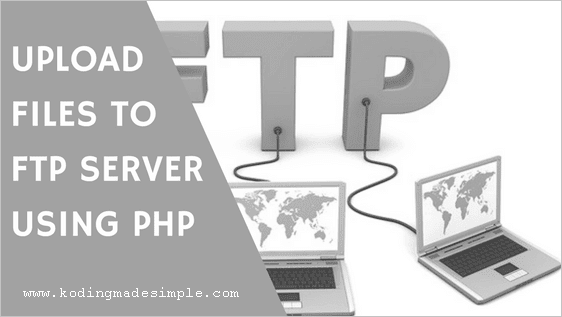 UPLOAD
FILES TO
FTP SERVER
USING PHP
FTP
www.kodingmadesimple.com